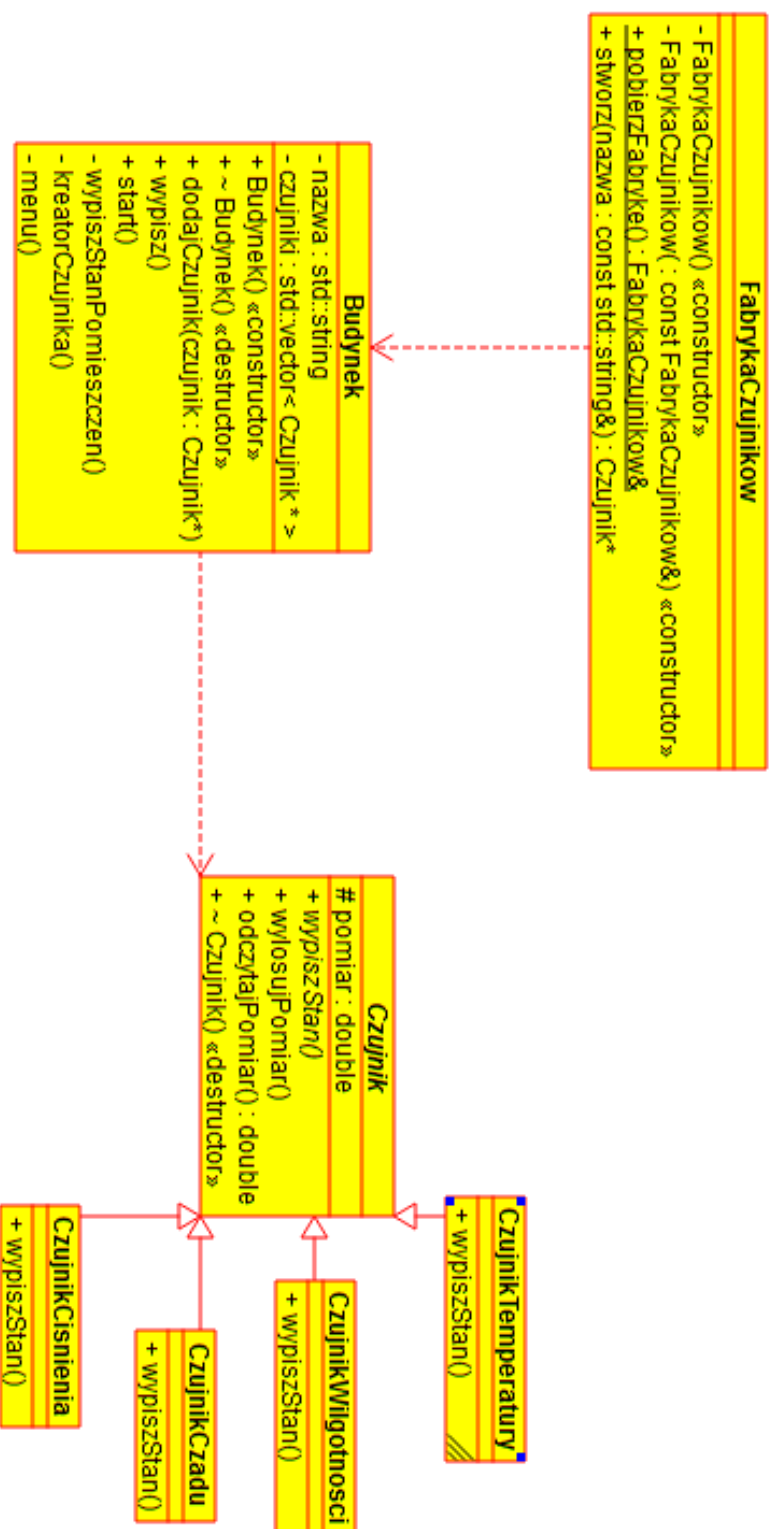 FabrykaCzujnikow
- FabrykaCzujnikow() «constructor»
- FabrykaCzujnikow( : const FabrykaCzujnikow&) «constructor»
+ pobierzFabryke() : FabrykaCzujnikow&
+ stworz(nazwa : const std::string&) : Czujnik*
Budynek
- nazwa : std::string
- czujniki : std::vector< Czujnik * >
+ Budynek() «constructor»
+ ~ Budynek() «destructor»
+ dodajCzujnik(czujnik : Czujnik*)
+ wypisz()
+ start()
- wypiszStanPomieszczen()
- kreatorCzujnika()
- menu()
Czujnik
# pomiar : double
+ wypiszStan()
+ wylosujPomiar()
+ odczytajPomiar() : double
+ ~ Czujnik() «destructor»
CzujnikTemperatury
+ wypiszStan()
CzujnikWilgotnosci
+ wypiszStan()
CzujnikCzadu
+ wypiszStan()
CzujnikCisnienia
+ wypiszStan()